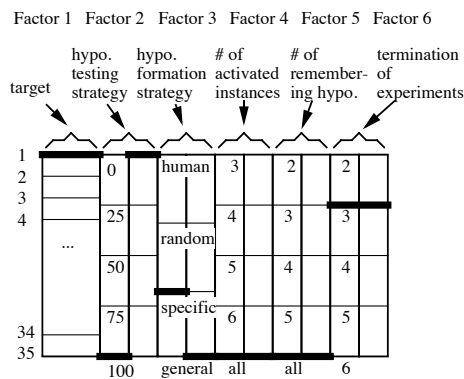 Factor 1 Factor 2 Factor 3 Factor 4 Factor 5 Factor 6
target
hypo.
testing
strategy
hypo.
formation
strategy
# of
activated
instances
# of
remember-
ing hypo.
termination
of
experiments
1 0 human 3 2 2
2
3
4 25 4 3 3
random
...
50 5 4 4
specific
75 6 5 5
34
35
100 general all all 6